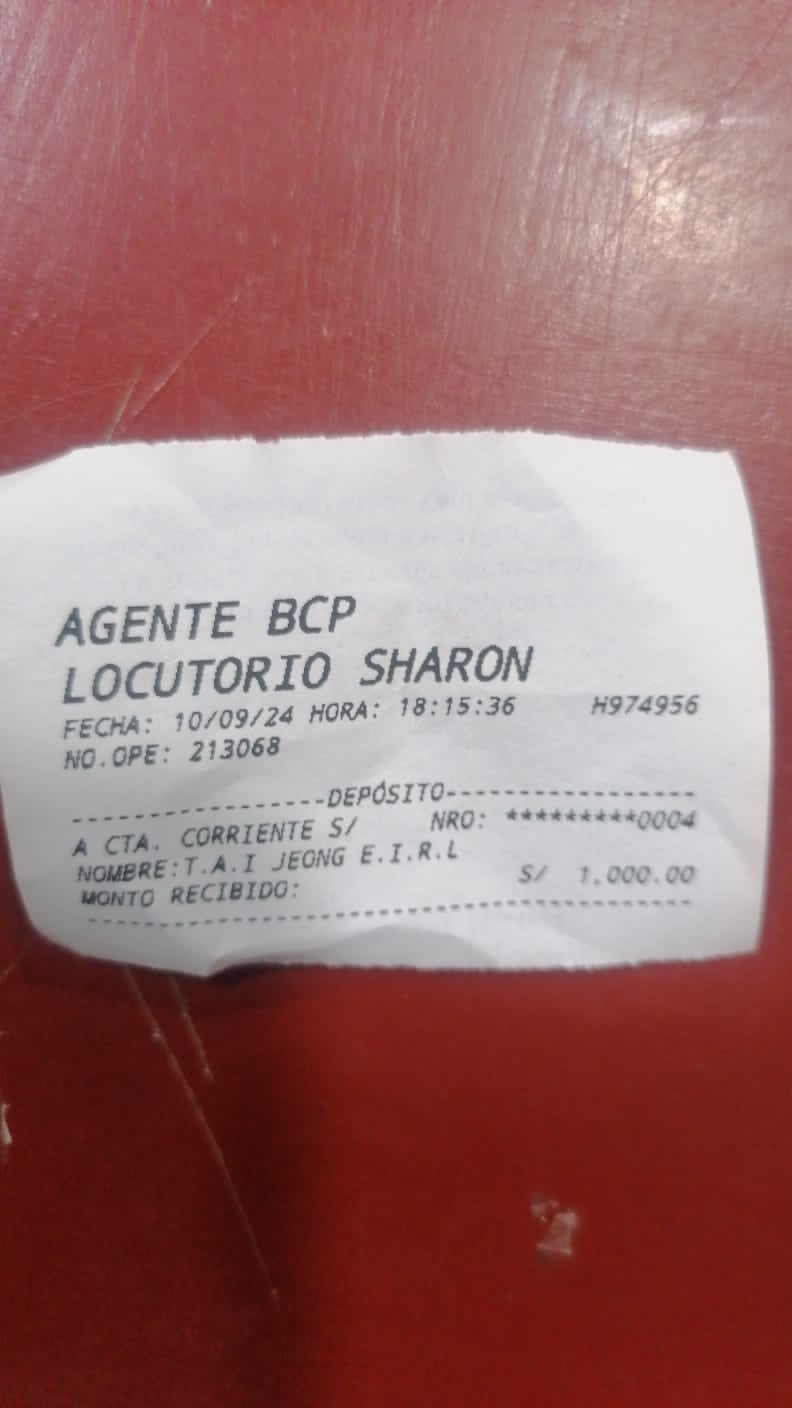 AGENTE BCP
LOCUTORIO SHARON
FECHA: 10/09/24 HORA: 18:15:36 H974956
NO.OPE: 213068
-----------------DEPÓSITO-----------------
A CTA. CORRIENTE S/ NRO: *********0004
NOMBRE:T.A.I JEONG E.I.R.L
MONTO RECIBIDO: S/ 1,000.00